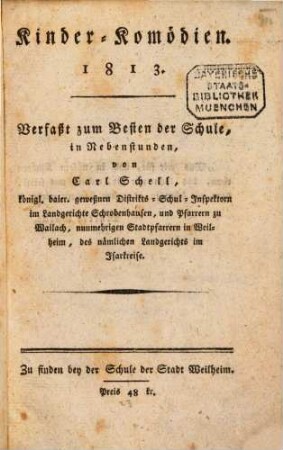 Kinder-Komödien.
1813.
BAYERISCHE
STAATS-
BIBLIOTHEK
MUENCHEN
Verfaßt zum Besten der Schule,
in Nebenstunden,
von
Carl Schell,
königl. baier. geweßnen Distrikts-Schul-Inspektorn
im Landgerichte Schrobenhausen, und Pfarrern zu
Wailach, nunmehrigen Stadtpfarrern in Weil-
heim, des nämlichen Landgerichts im
Isarkreise.
Zu finden bey der Schule der Stadt Weilheim.
Preis 48 kr.